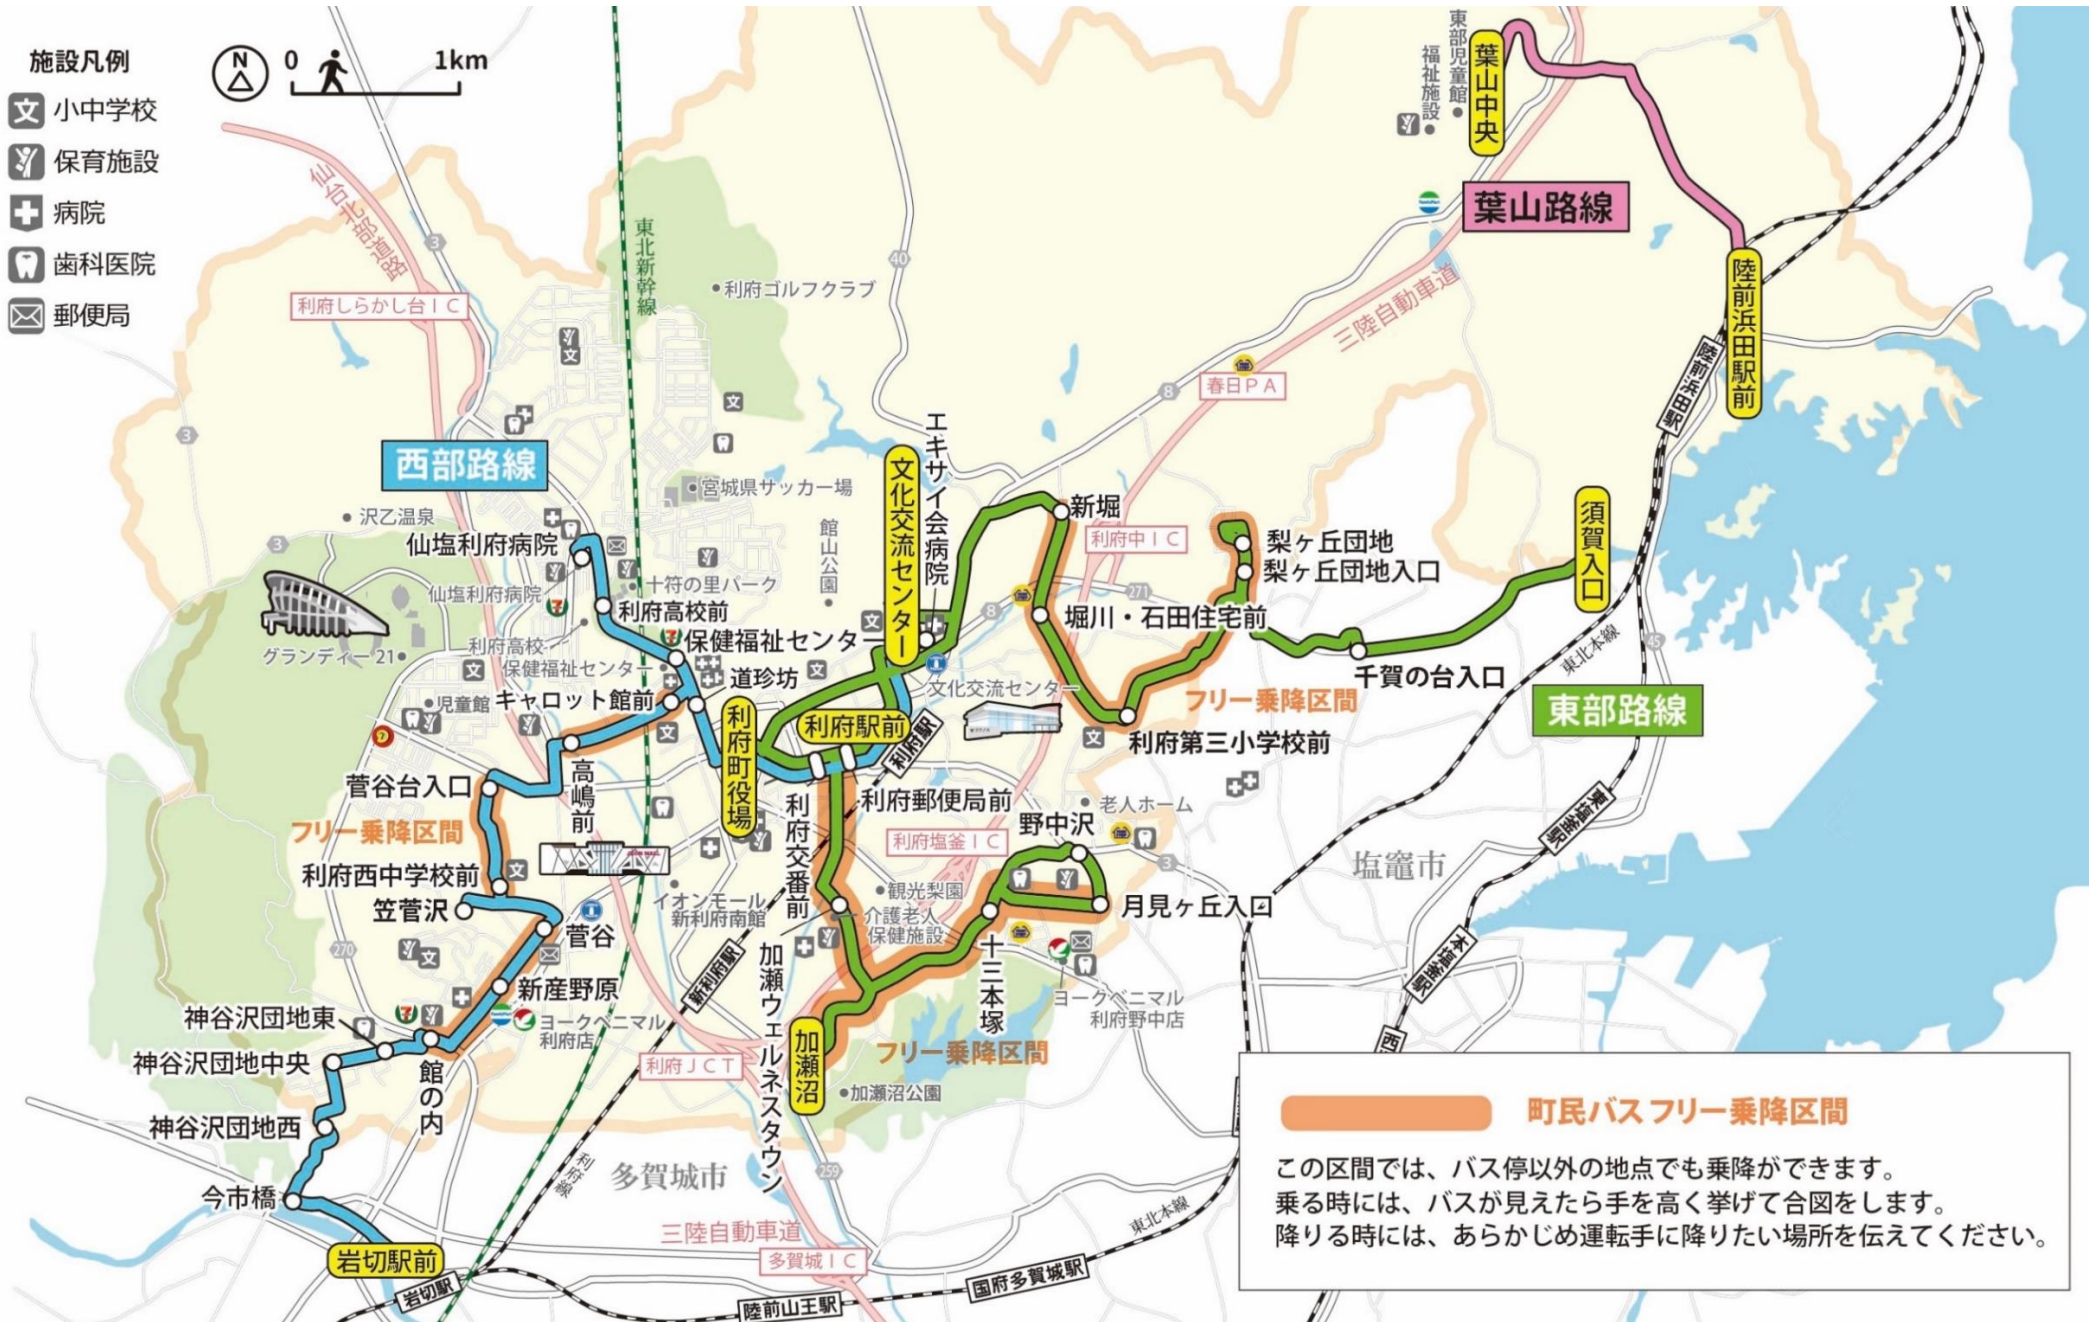 施設凡例
小中学校
保育施設
病院
歯科医院
郵便局
N
0
1km
東部児童館
福祉施設
葉山中央
葉山路線
陸前浜田駅前
陸前浜田駅
仙台北部道路
利府しらかし台IC
3
東北新幹線
40
利府ゴルフクラブ
三陸自動車道
春日PA
8
3
西部路線
沢乙温泉
3
宮城県サッカー場
館山公園
文化交流センター
エキサイ会病院
新堀
利府中IC
271
梨ヶ丘団地
梨ヶ丘団地入口
須賀入口
仙塩利府病院
仙塩利府病院
十符の里パーク
利府高校前
利府高校
保健福祉センター
保健福祉センター
8
堀川・石田住宅前
千賀の台入口
東北本線
45
グランディー21
児童館
キャロット館前
道珍坊
文化交流センター
フリー乗降区間
東部路線
利府町役場
利府駅前
利府駅
利府第三小学校前
菅谷台入口
高嶋前
利府交番前
利府郵便局前
老人ホーム
野中沢
利府塩釜IC
3
塩竈市
東塩釜駅
フリー乗降区間
AEON MALL
利府西中学校前
笠菅沢
菅谷
イオンモール
新利府南館
観光梨園
介護老人
保健施設
月見ヶ丘入口
270
新産野原
新利府駅
加瀬ウェルネスタウン
十三本塚
本塩釜駅
ヨークベニマル
利府店
ヨークベニマル
利府野中店
神谷沢団地東
神谷沢団地中央
館の内
利府JCT
加瀬沼
フリー乗降区間
加瀬沼公園
西
神谷沢団地西
利府線
多賀城市
259
今市橋
岩切駅前
岩切駅
三陸自動車道
多賀城IC
陸前山王駅
国府多賀城駅
東北本線
町民バスフリー乗降区間
この区間では、バス停以外の地点でも乗降ができます。
乗る時には、バスが見えたら手を高く挙げて合図をします。
降りる時には、あらかじめ運転手に降りたい場所を伝えてください。